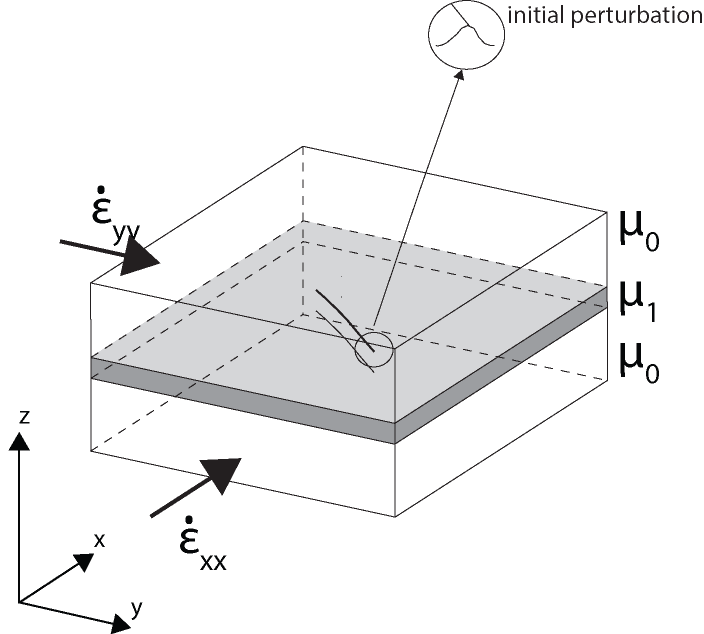 initial perturbation
ε̇yy
μ0
μ1
μ0
z
x
ε̇xx
y